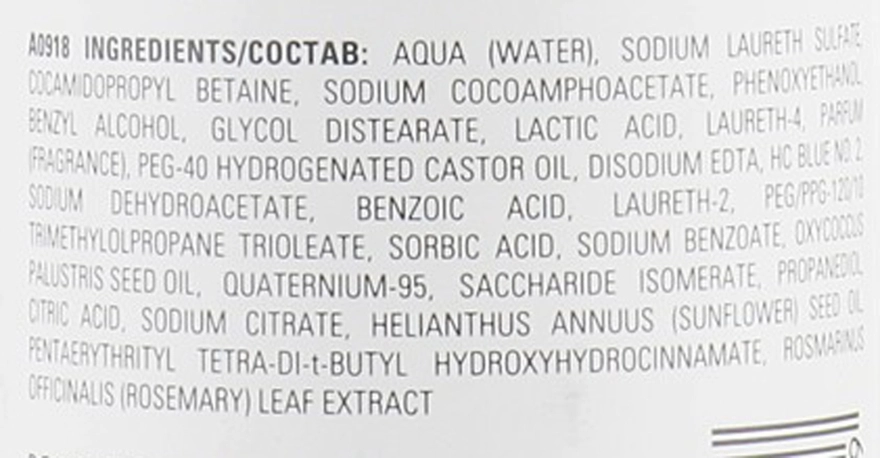 A0918 INGREDIENTS/СОСТАВ: AQUA (WATER), SODIUM LAURETH SULFATE,
COCAMIDOPROPYL BETAINE, SODIUM COCOAMPHOACETATE, PHENOXYETHANOL,
BENZYL ALCOHOL, GLYCOL DISTEARATE, LACTIC ACID, LAURETH-4, PARFUM
(FRAGRANCE), PEG-40 HYDROGENATED CASTOR OIL, DISODIUM EDTA, HC BLUE NO. 2,
SODIUM DEHYDROACETATE, BENZOIC ACID, LAURETH-2, PEG/PPG-120/10
TRIMETHYLOLPROPANE TRIOLEATE, SORBIC ACID, SODIUM BENZOATE, OXYCOCCUS
PALUSTRIS SEED OIL, QUATERNIUM-95, SACCHARIDE ISOMERATE, PROPANEDIOL,
CITRIC ACID, SODIUM CITRATE, HELIANTHUS ANNUUS (SUNFLOWER) SEED OIL,
PENTAERYTHRITYL TETRA-DI-t-BUTYL HYDROXYHYDROCINNAMATE, ROSMARINUS
OFFICINALIS (ROSEMARY) LEAF EXTRACT